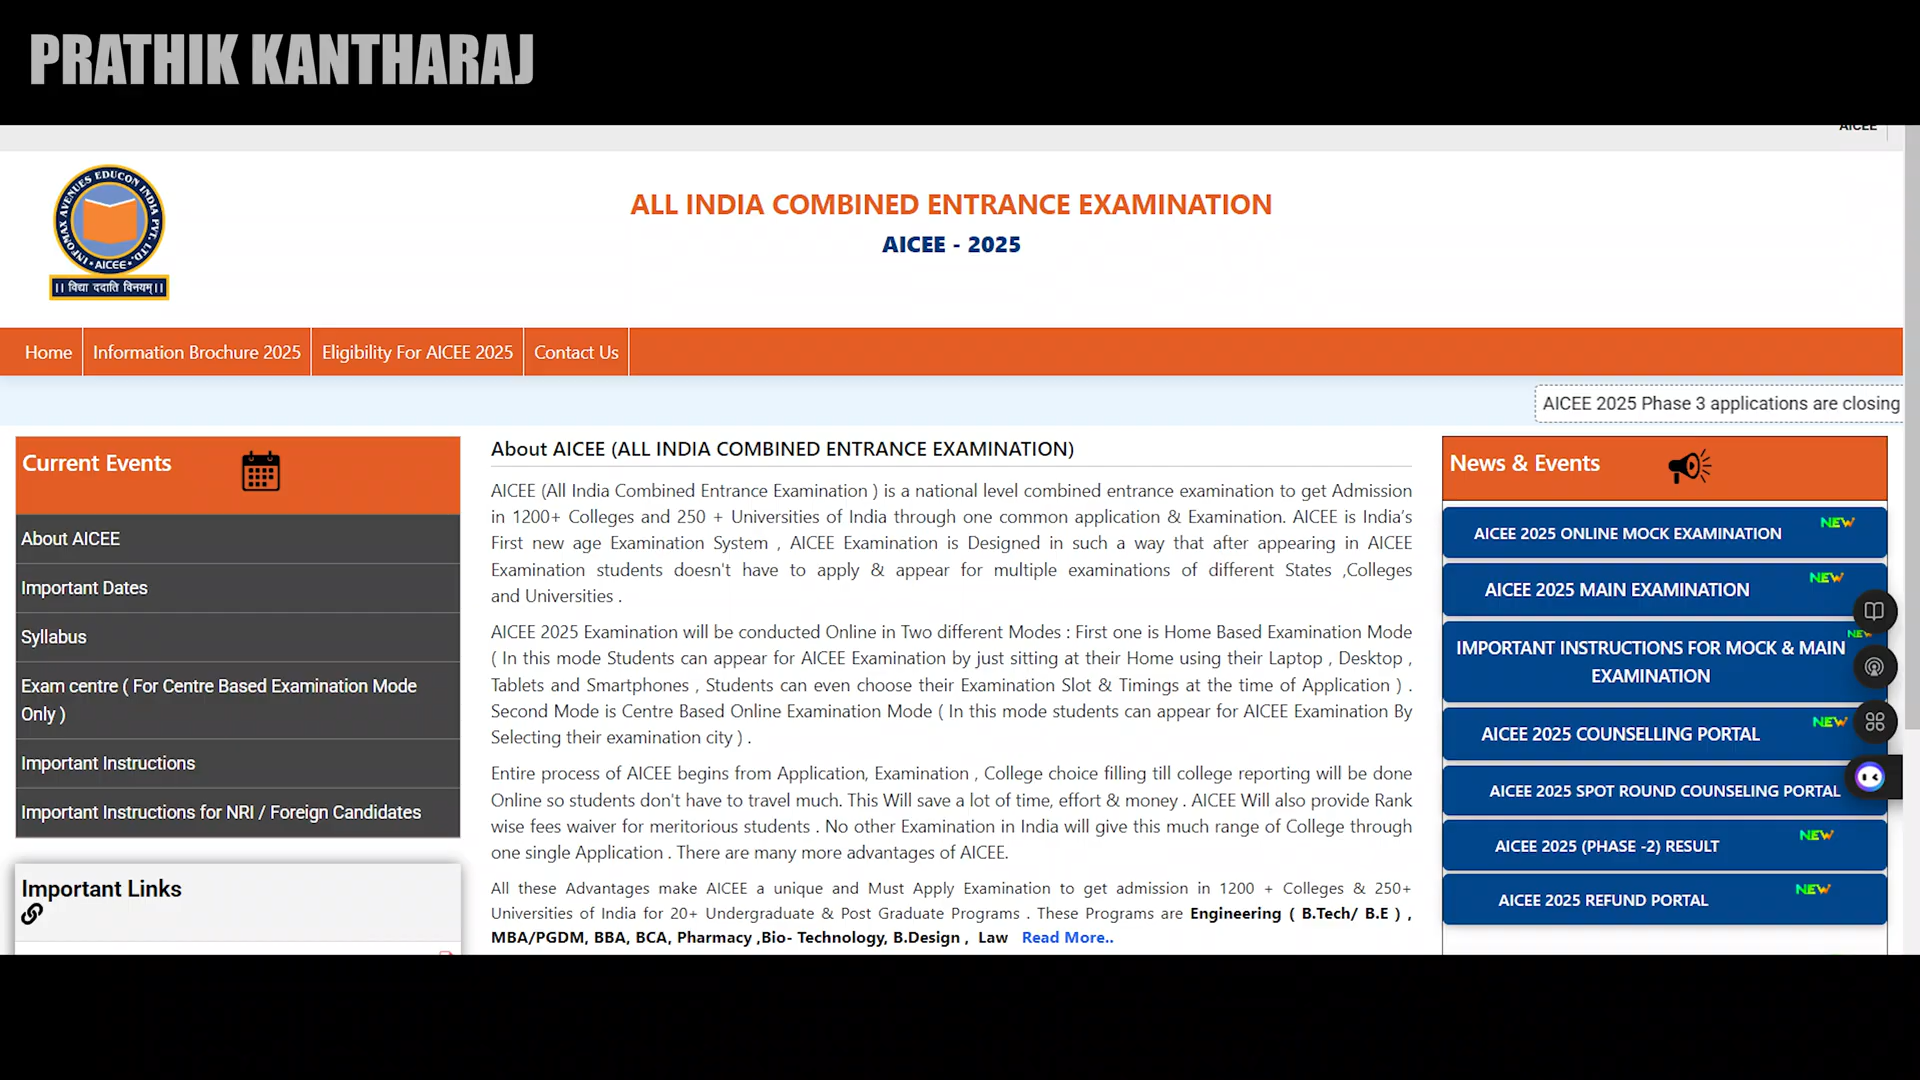 PRATHIK KANTHARAJ
AICEE
INFOMAX AVENUES EDUCON INDIA PVT. LTD.
AICEE
|| विद्या ददाति विनयम् ||
ALL INDIA COMBINED ENTRANCE EXAMINATION
AICEE - 2025
Home
Information Brochure 2025
Eligibility For AICEE 2025
Contact Us
AICEE 2025 Phase 3 applications are closing
Current Events
About AICEE
Important Dates
Syllabus
Exam centre ( For Centre Based Examination Mode
Only )
Important Instructions
Important Instructions for NRI / Foreign Candidates
Important Links
About AICEE (ALL INDIA COMBINED ENTRANCE EXAMINATION)
AICEE (All India Combined Entrance Examination ) is a national level combined entrance examination to get Admission
in 1200+ Colleges and 250 + Universities of India through one common application & Examination. AICEE is India's
First new age Examination System , AICEE Examination is Designed in such a way that after appearing in AICEE
Examination students doesn't have to apply & appear for multiple examinations of different States ,Colleges
and Universities .
AICEE 2025 Examination will be conducted Online in Two different Modes : First one is Home Based Examination Mode
( In this mode Students can appear for AICEE Examination by just sitting at their Home using their Laptop , Desktop ,
Tablets and Smartphones , Students can even choose their Examination Slot & Timings at the time of Application ) .
Second Mode is Centre Based Online Examination Mode ( In this mode students can appear for AICEE Examination By
Selecting their examination city ) .
Entire process of AICEE begins from Application, Examination , College choice filling till college reporting will be done
Online so students don't have to travel much. This Will save a lot of time, effort & money . AICEE Will also provide Rank
wise fees waiver for meritorious students . No other Examination in India will give this much range of College through
one single Application . There are many more advantages of AICEE.
All these Advantages make AICEE a unique and Must Apply Examination to get admission in 1200 + Colleges & 250+
Universities of India for 20+ Undergraduate & Post Graduate Programs . These Programs are Engineering ( B.Tech/ B.E ) ,
MBA/PGDM, BBA, BCA, Pharmacy ,Bio- Technology, B.Design , Law Read More..
News & Events
AICEE 2025 ONLINE MOCK EXAMINATION NEW
AICEE 2025 MAIN EXAMINATION NEW
IMPORTANT INSTRUCTIONS FOR MOCK & MAIN NEW
EXAMINATION
AICEE 2025 COUNSELLING PORTAL NEW
AICEE 2025 SPOT ROUND COUNSELING PORTAL
AICEE 2025 (PHASE -2) RESULT NEW
AICEE 2025 REFUND PORTAL NEW